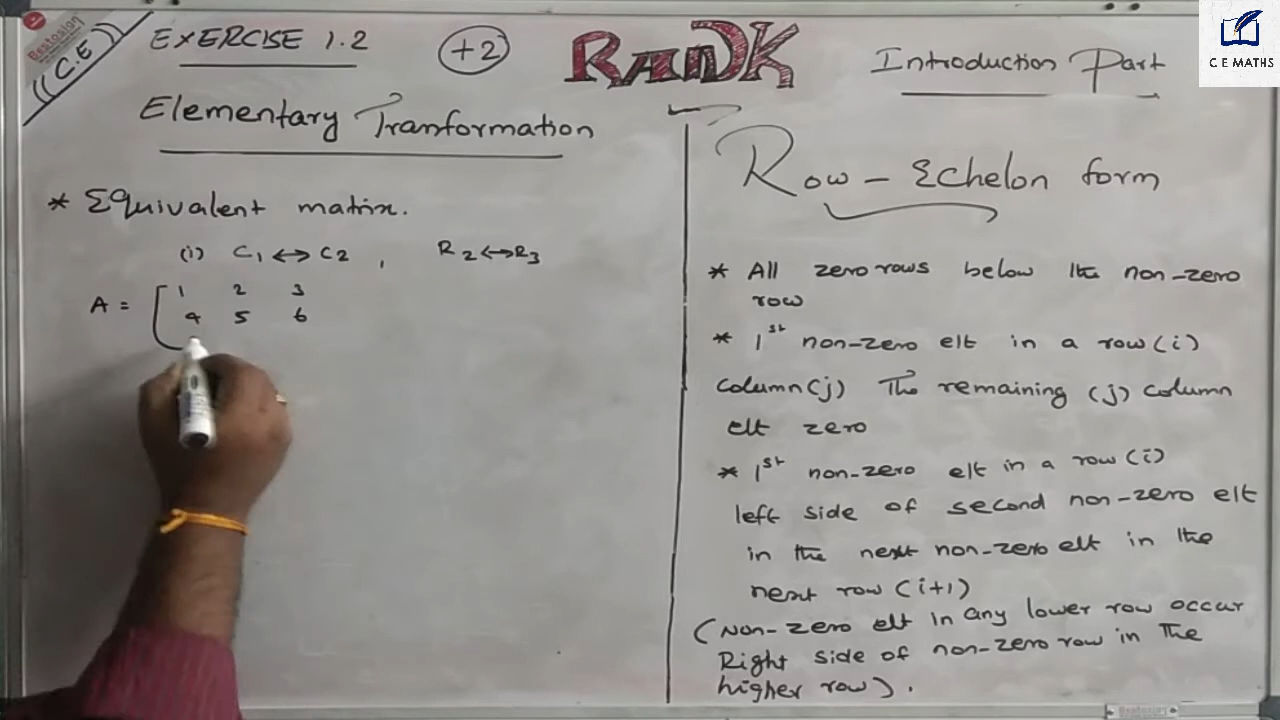 Bestosign
((C.E))
EXERCISE 1.2
+2
RANK
Introduction Part
C E MATHS
Elementary Tranformation
* Equivalent matrix.
(i) C1 ↔ C2 , R2 ↔ R3
A = [ 1 2 3
4 5 6
Row - Echelon form
* All zero rows below the non-zero
row
* 1st non-zero elt in a row (i)
column (j) The remaining (j) column
elt zero
* 1st non-zero elt in a row (i)
left side of second non-zero elt
in the next non-zero elt in the
next row (i+1)
(Non-zero elt in any lower row occur
Right side of non-zero row in the
higher row).